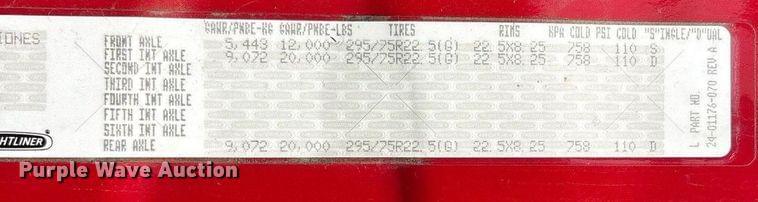 GAWR/PNBE-KG GAWR/PNBE-LBS TIRES RIMS KPA COLD PSI COLD "S"INGLE/"D"UAL
IONES
FRONT AXLE 5,443 12,000 295/75R22.5(G) 22.5X8.25 758 110 S
FIRST INT AXLE 9,072 20,000 295/75R22.5(G) 22.5X8.25 758 110 D
SECOND INT AXLE
THIRD INT AXLE
FOURTH INT AXLE
FIFTH INT AXLE
SIXTH INT AXLE
REAR AXLE 9,072 20,000 295/75R22.5(G) 22.5X8.25 758 110 D
L PART NO.
24-01176-070 REV A
HTLINER
Purple Wave Auction